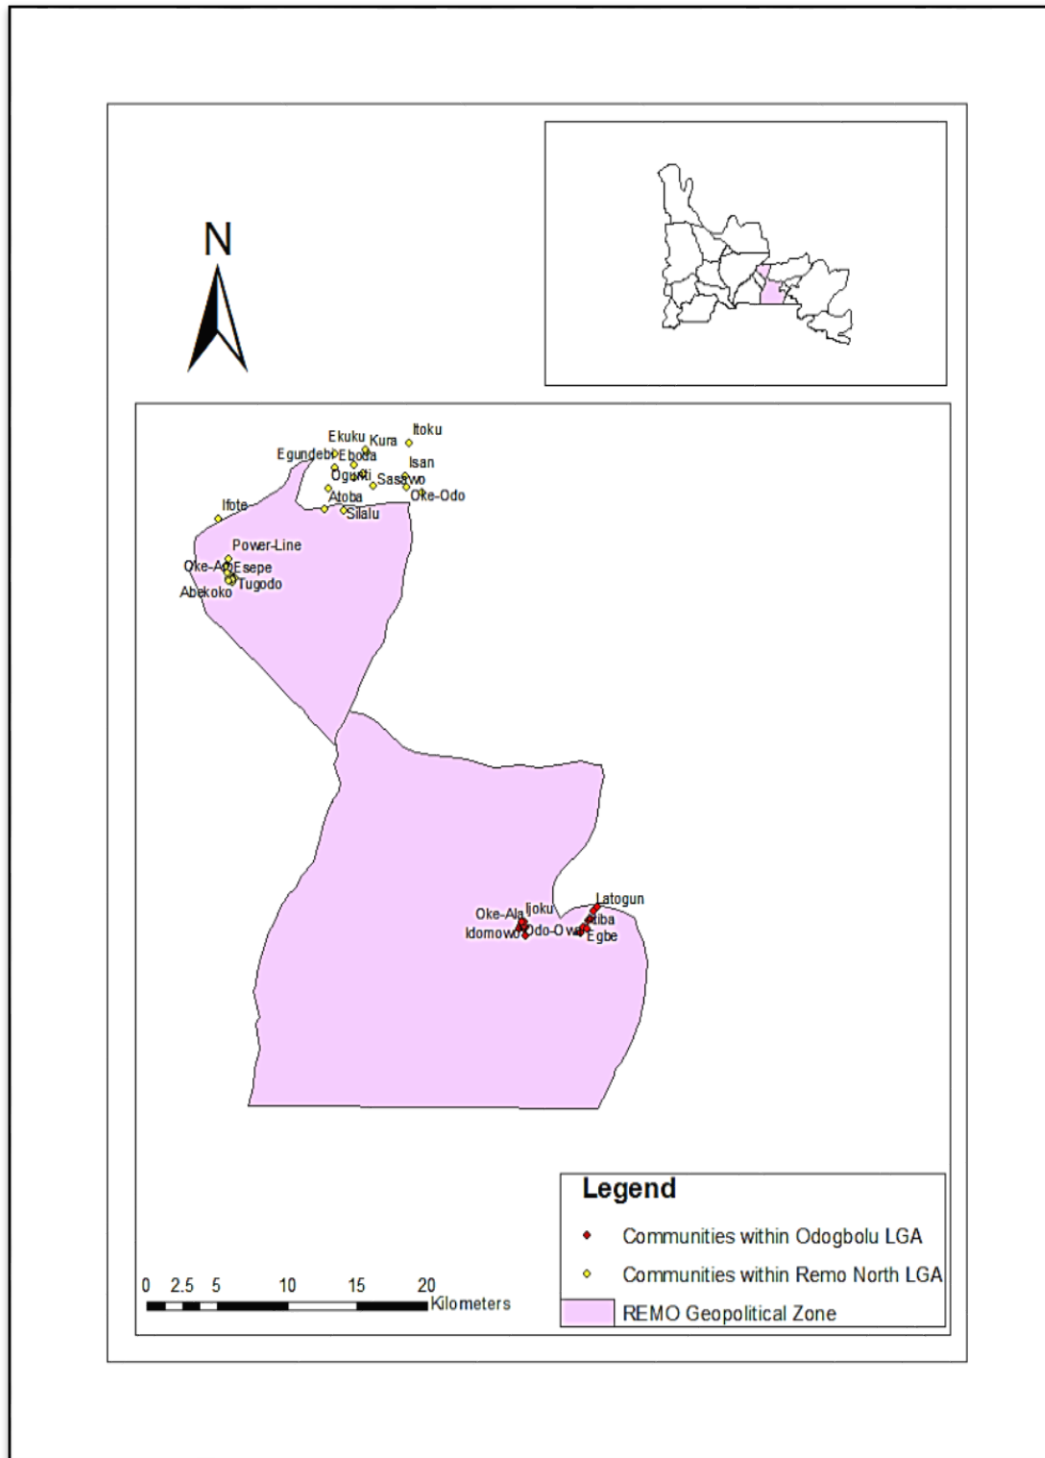 N
Itoku
Ekuku
Kura
Egundebi
Eboda
Isan
Ogunti
Sasawo
Atoba
Oke-Odo
Ifote
Silalu
Power-Line
Esepe
Tugodo
Abekoko
Latogun
Ijoku
Oke-Ala
Idomowo
Egbe
Legend
Communities within Odogbolu LGA
Communities within Remo North LGA
REMO Geopolitical Zone
0 2.5 5 10 15 20
Kilometers